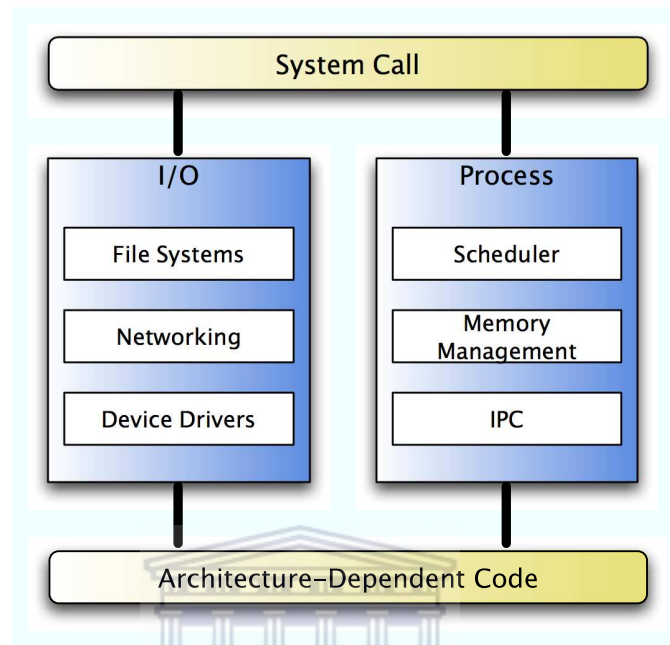 System Call
I/O
File Systems
Networking
Device Drivers
Process
Scheduler
Memory
Management
IPC
Architecture-Dependent Code